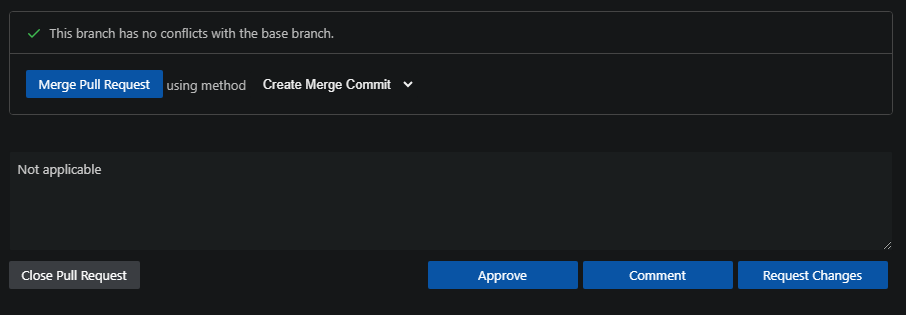 This branch has no conflicts with the base branch.
Merge Pull Request using method Create Merge Commit
Not applicable
Close Pull Request Approve Comment Request Changes